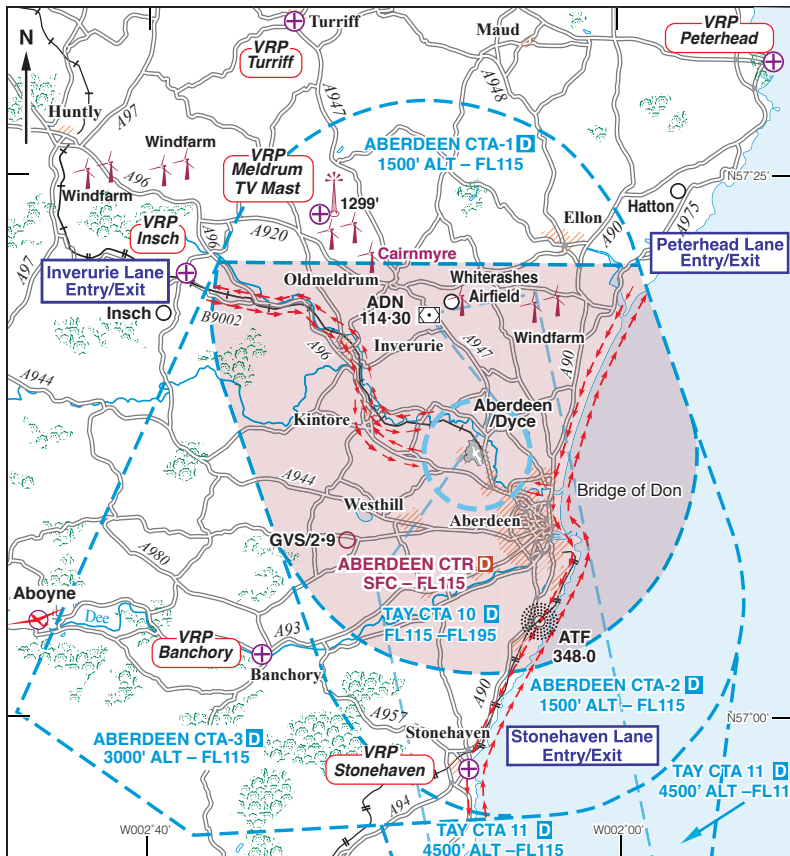 N
VRP
Turriff
Turriff
Maud
VRP
Peterhead
Huntly
A97
A947
A948
Windfarm
Windfarm
A96
ABERDEEN CTA-1 D
1500' ALT – FL115
VRP
Meldrum
TV Mast
1299'
N57°25'
Hatton
A975
Ellon
A90
VRP
Insch
A96
A920
Cairnmyre
A97
Inverurie Lane
Entry/Exit
Peterhead Lane
Entry/Exit
Oldmeldrum
Whiterashes
Airfield
ADN
114·30
Insch
B9002
A96
Inverurie
A947
Windfarm
A90
A944
Kintore
Aberdeen
/Dyce
A944
Westhill
Bridge of Don
Aberdeen
GVS/2·9
A980
ABERDEEN CTR D
SFC – FL115
Aboyne
Dee
TAY CTA 10 D
FL115 –FL195
A93
VRP
Banchory
Banchory
ATF
348·0
A90
ABERDEEN CTA-2 D
1500' ALT – FL115
A957
N57°00'
ABERDEEN CTA-3 D
3000' ALT – FL115
Stonehaven
Stonehaven Lane
Entry/Exit
VRP
Stonehaven
TAY CTA 11 D
4500' ALT –FL11
A94
W002°40'
TAY CTA 11 D
4500' ALT –FL115
W002°00'